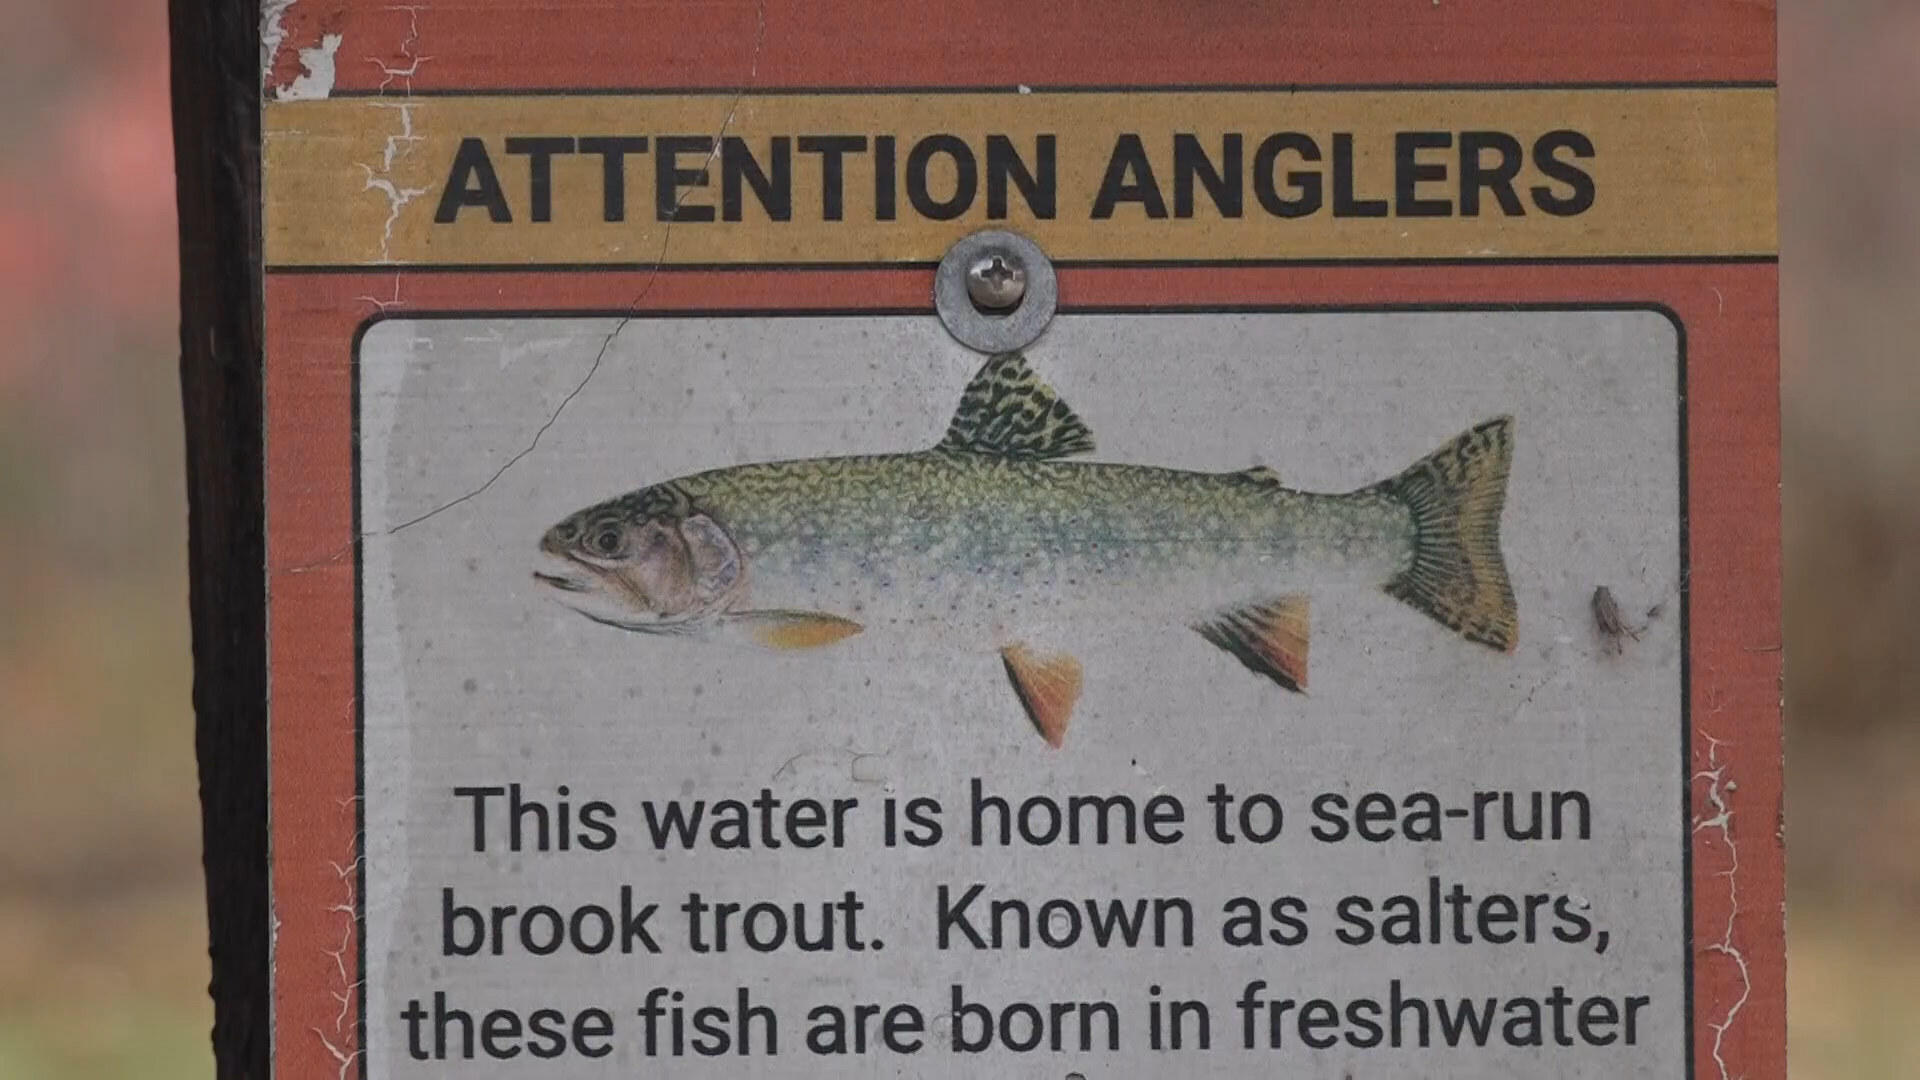 ATTENTION ANGLERS
This water is home to sea-run
brook trout. Known as salters,
these fish are born in freshwater